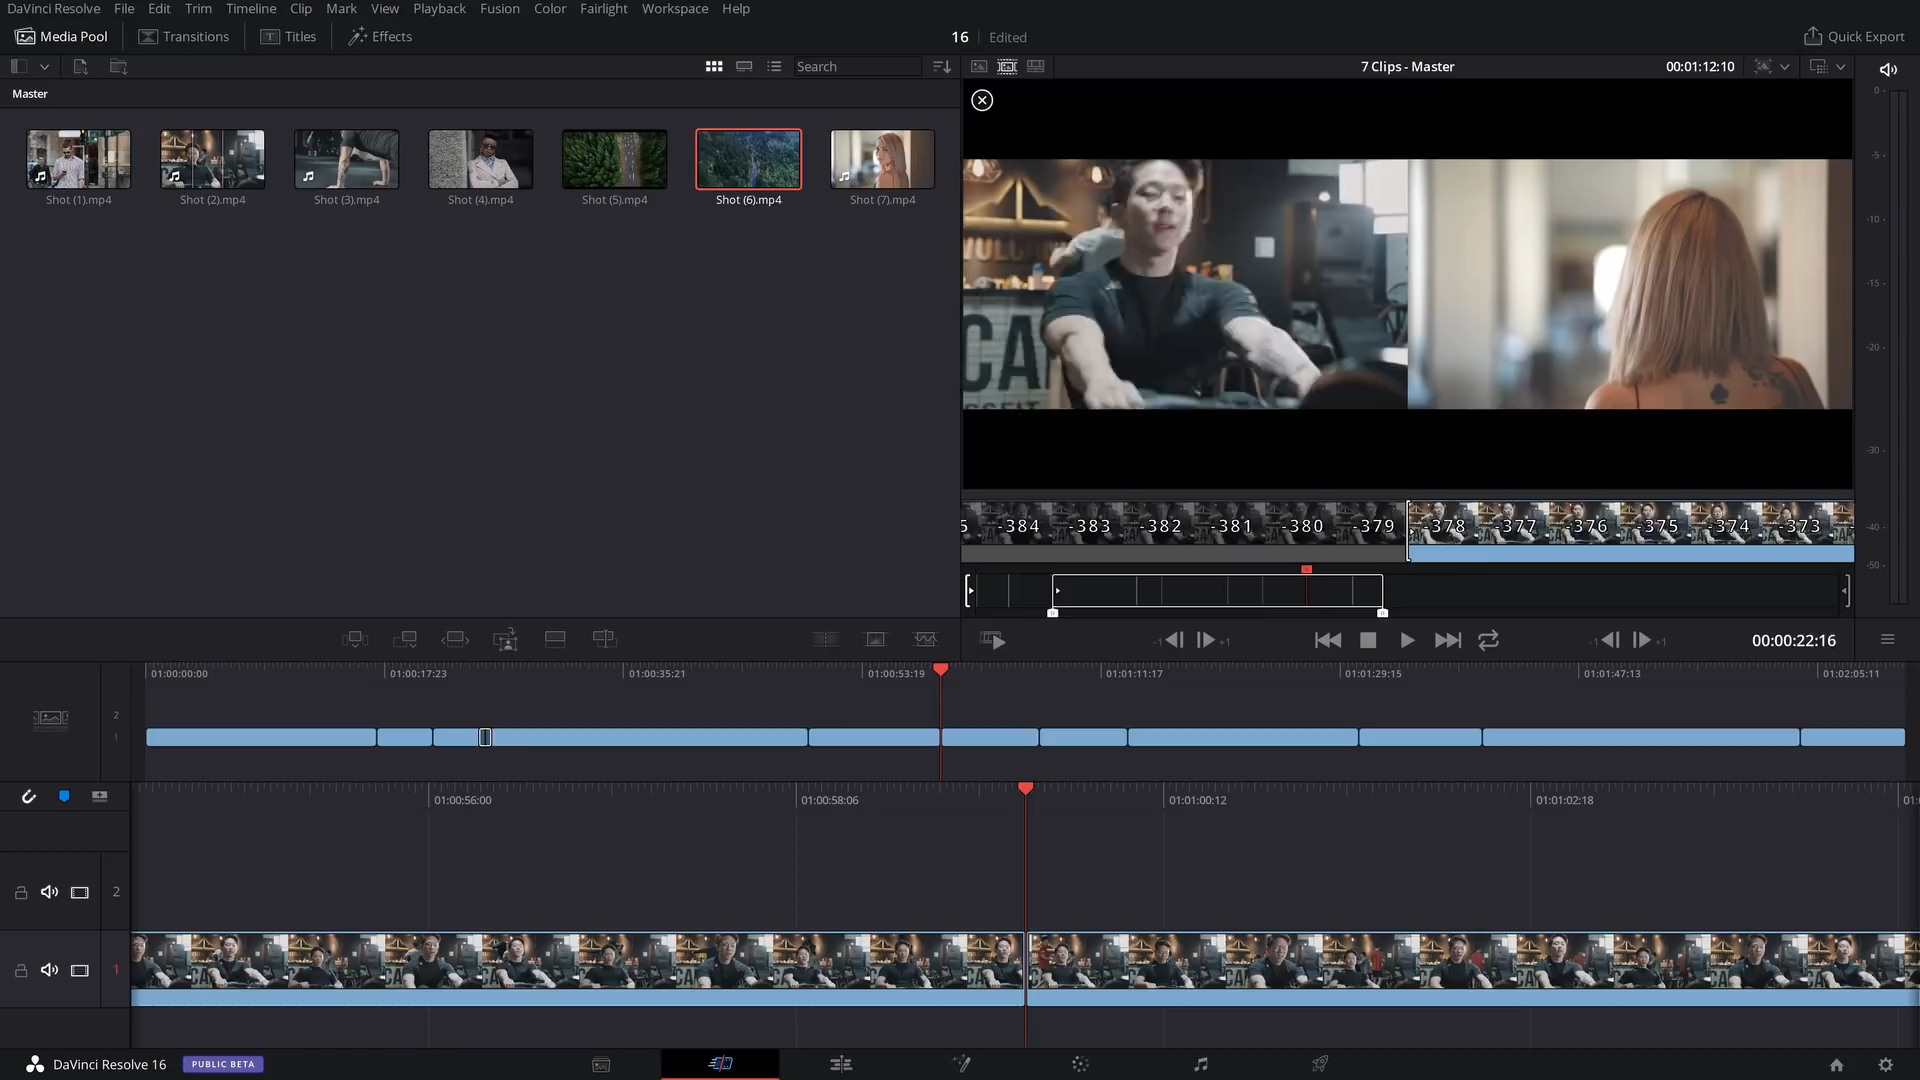 DaVinci Resolve File Edit Trim Timeline Clip Mark View Playback Fusion Color Fairlight Workspace Help
Media Pool Transitions Titles Effects 16 Edited Quick Export
Search 7 Clips - Master 00:01:12:10
Master
Shot (1).mp4 Shot (2).mp4 Shot (3).mp4 Shot (4).mp4 Shot (5).mp4 Shot (6).mp4 Shot (7).mp4
0 -5 -10 -15 -20 -30 -40 -50
CA
5 -384 -383 -382 -381 -380 -379 -378 -377 -376 -375 -374 -373
-1 +1 -1 +1 00:00:22:16
01:00:00:00 01:00:17:23 01:00:35:21 01:00:53:19 01:01:11:17 01:01:29:15 01:01:47:13 01:02:05:11
2
1
01:00:56:00 01:00:58:06 01:01:00:12 01:01:02:18 01:
2
1
DaVinci Resolve 16 PUBLIC BETA